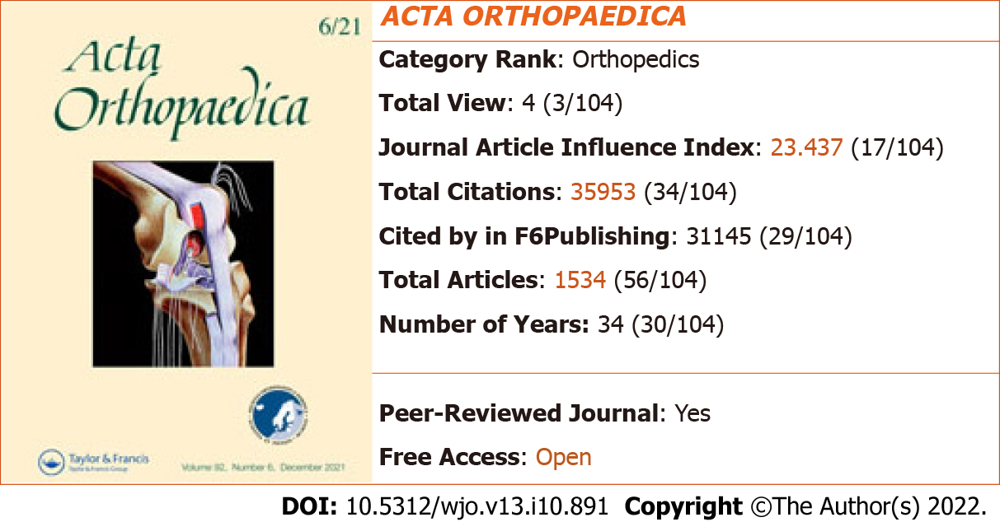 6/21
Acta
Orthopaedica
Taylor & Francis
Taylor & Francis Group
Volume 92, Number 6, December 2021
ACTA ORTHOPAEDICA
Category Rank: Orthopedics
Total View: 4 (3/104)
Journal Article Influence Index: 23.437 (17/104)
Total Citations: 35953 (34/104)
Cited by in F6Publishing: 31145 (29/104)
Total Articles: 1534 (56/104)
Number of Years: 34 (30/104)
Peer-Reviewed Journal: Yes
Free Access: Open
DOI: 10.5312/wjo.v13.i10.891 Copyright ©The Author(s) 2022.